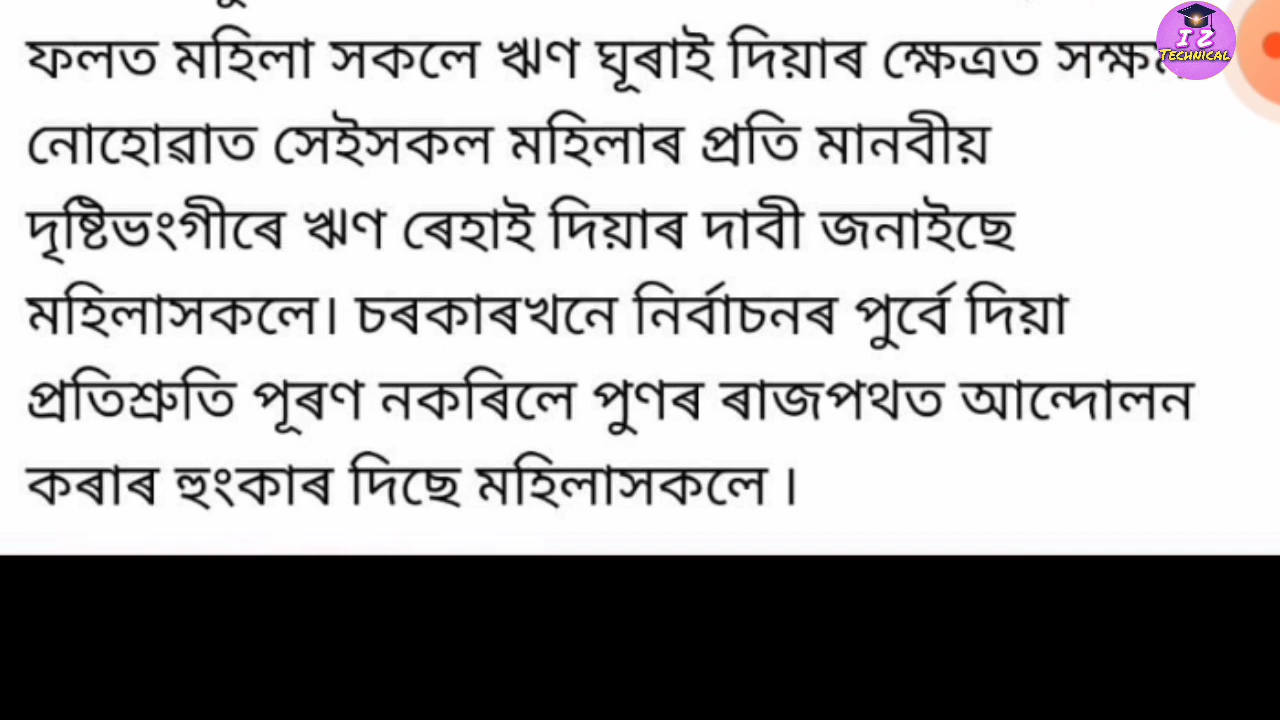 ফলত মহিলা সকলে ঋণ ঘূৰাই দিয়াৰ ক্ষেত্ৰত
নোহোৱাত সেইসকল মহিলাৰ প্ৰতি মানবীয়
দৃষ্টিভংগীৰে ঋণ ৰেহাই দিয়াৰ দাবী জনাইছে
মহিলাসকলে। চৰকাৰখনে নিৰ্বাচনৰ পুৰ্বে দিয়া
প্ৰতিশ্ৰুতি পূৰণ নকৰিলে পুণৰ ৰাজপথত আন্দোলন
কৰাৰ হুংকাৰ দিছে মহিলাসকলে ।
I Z
TECHNICAL